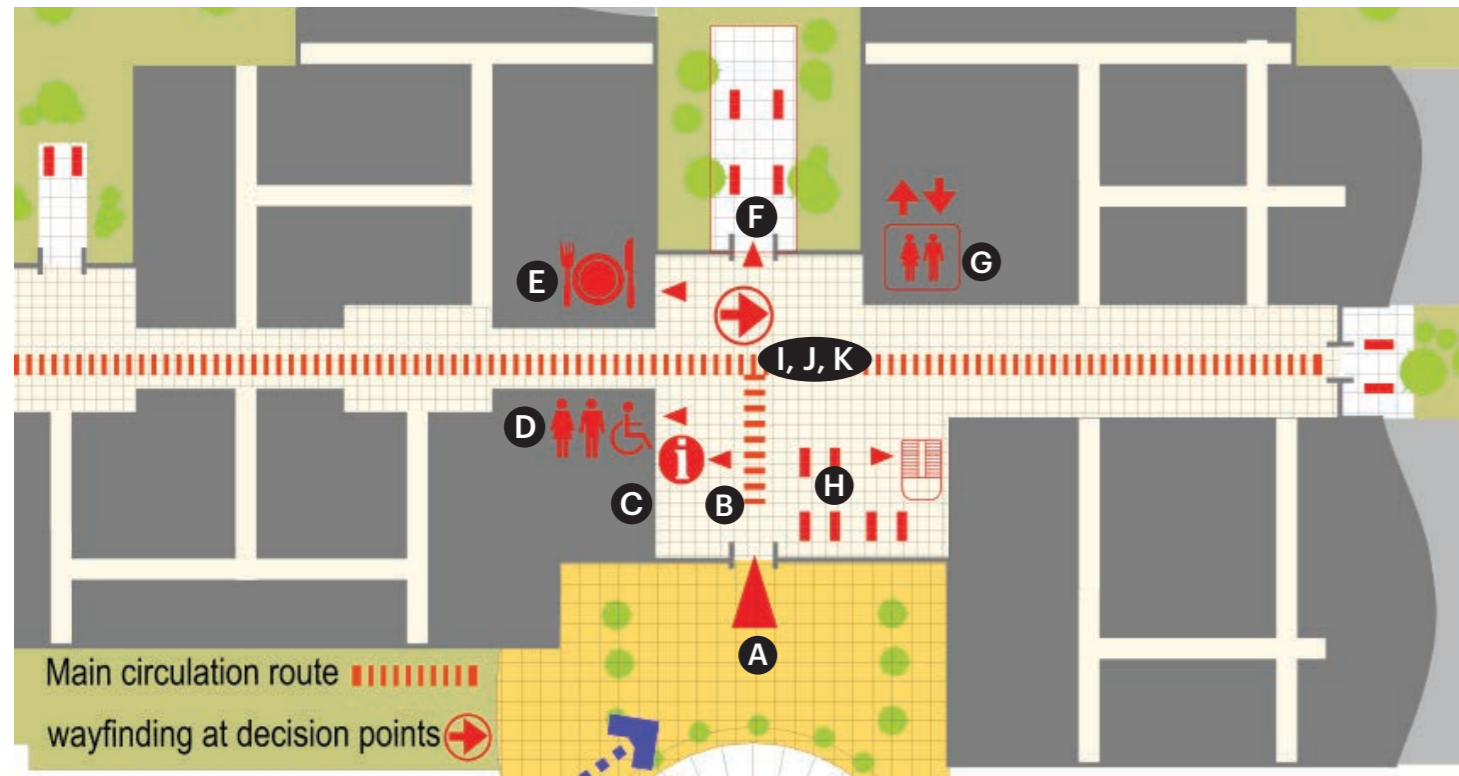 F
E
G
I, J, K
D
i
C
B
H
A
Main circulation route
wayfinding at decision points